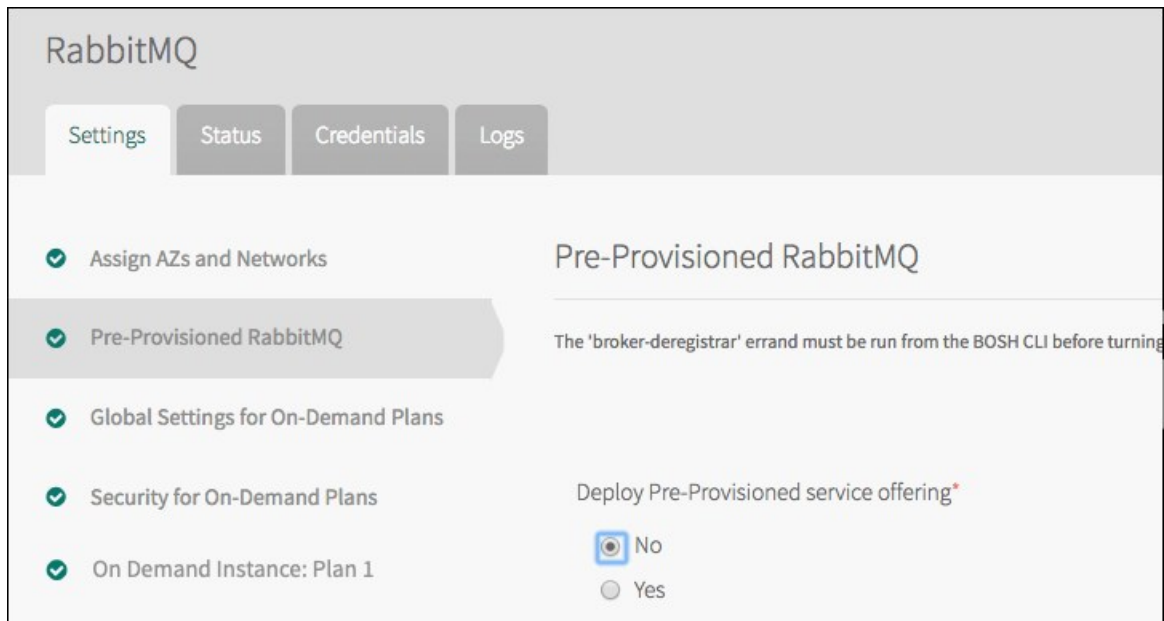 RabbitMQ
Settings
Status
Credentials
Logs
Assign AZs and Networks
Pre-Provisioned RabbitMQ
Global Settings for On-Demand Plans
Security for On-Demand Plans
On Demand Instance: Plan 1
Pre-Provisioned RabbitMQ
The 'broker-deregistrar' errand must be run from the BOSH CLI before turning
Deploy Pre-Provisioned service offering*
No
Yes